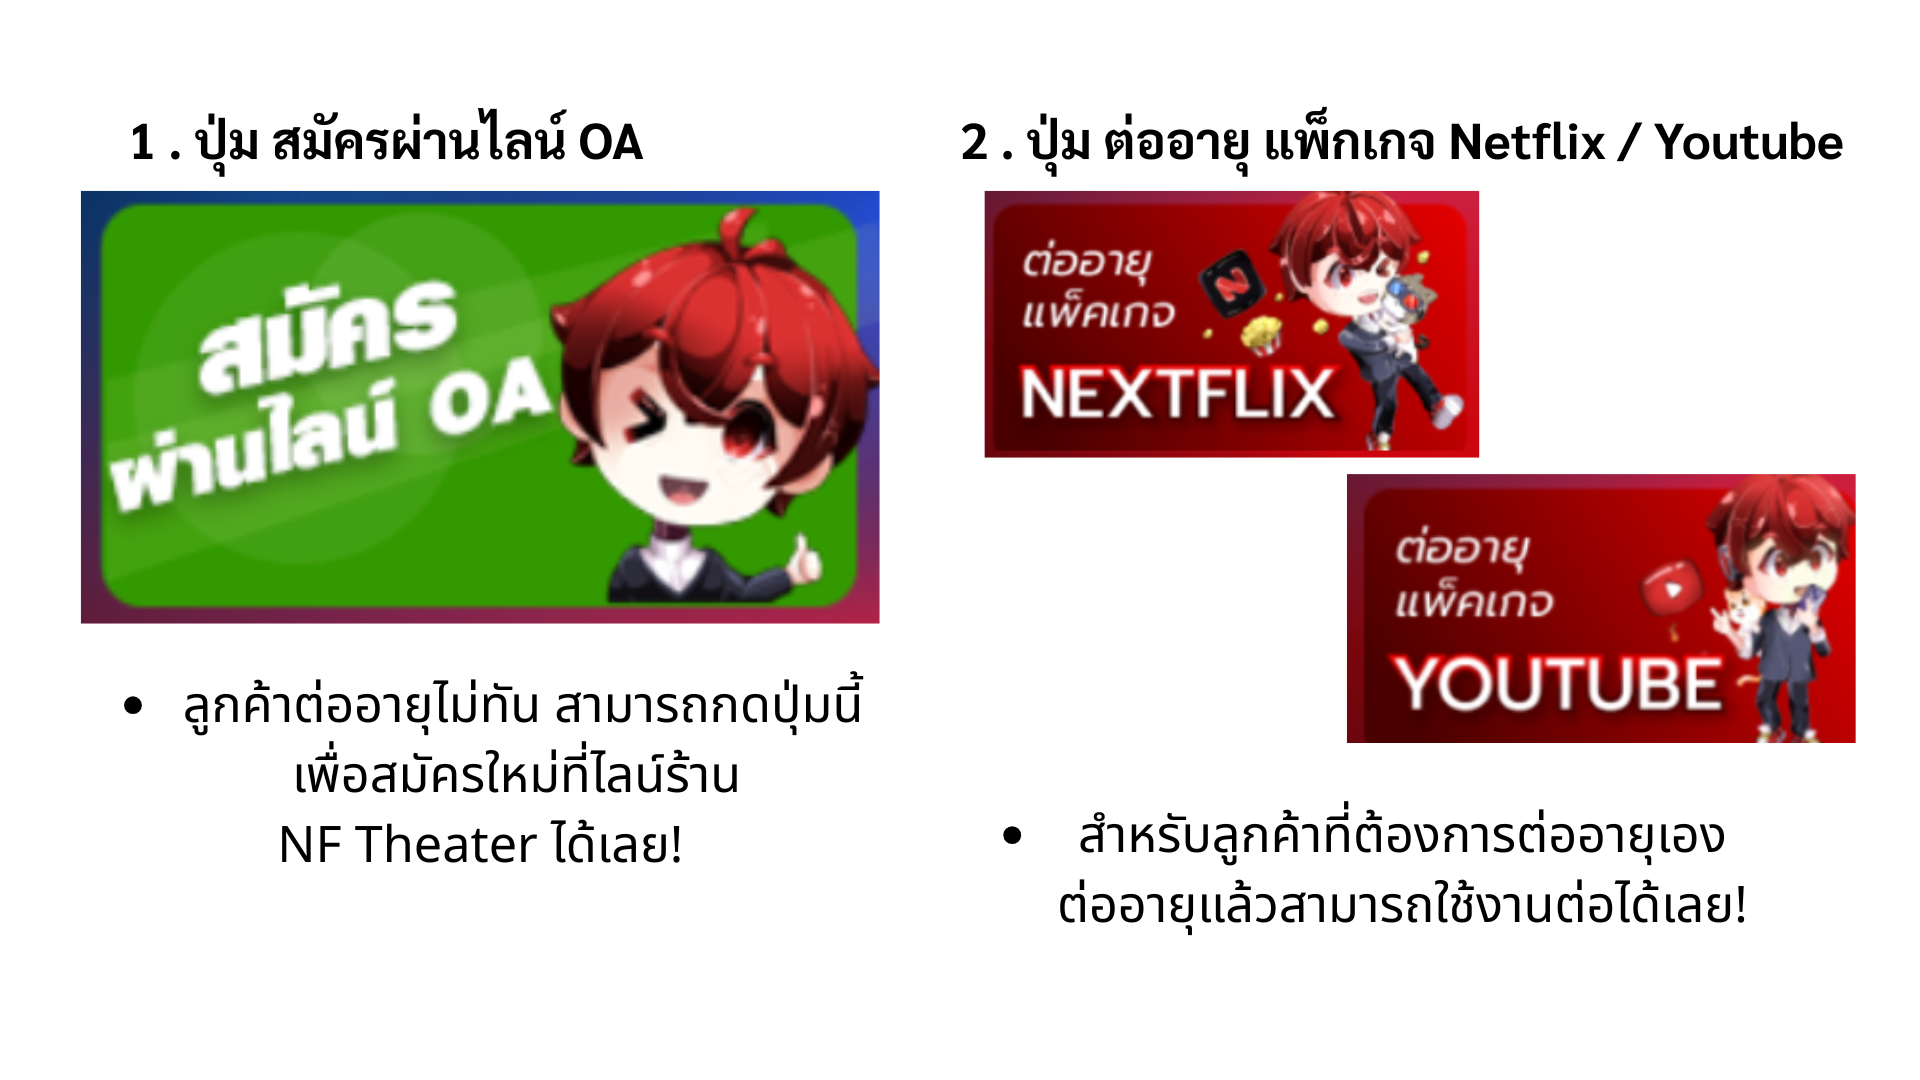 1 . ปุ่ม สมัครผ่านไลน์ OA
สมัคร
ผ่านไลน์ OA
ลูกค้าต่ออายุไม่ทัน สามารถกดปุ่มนี้
เพื่อสมัครใหม่ที่ไลน์ร้าน
NF Theater ได้เลย!
2 . ปุ่ม ต่ออายุ แพ็กเกจ Netflix / Youtube
ต่ออายุ
แพ็คเกจ
N
NEXTFLIX
ต่ออายุ
แพ็คเกจ
YOUTUBE
สำหรับลูกค้าที่ต้องการต่ออายุเอง
ต่ออายุแล้วสามารถใช้งานต่อได้เลย!